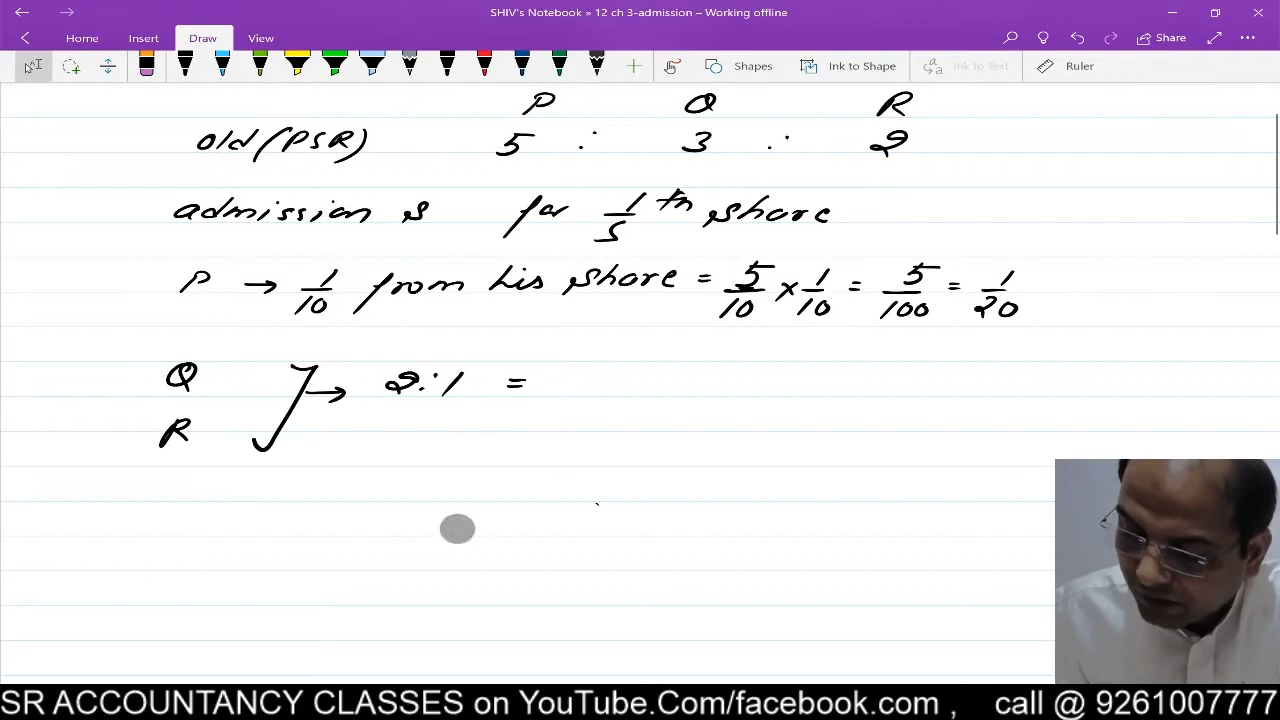 SHIV's Notebook » 12 ch 3-admission – Working offline
Home Insert Draw View Share
Shapes Ink to Shape Ink to Text Ruler
P Q R
old (PSR) 5 : 3 : 2
admission is for 1/5 th share
P → 1/10 from his share = 5/10 × 1/10 = 5/100 = 1/20
Q
R → 2:1 =
SR ACCOUNTANCY CLASSES on YouTube.Com/facebook.com , call @ 9261007777